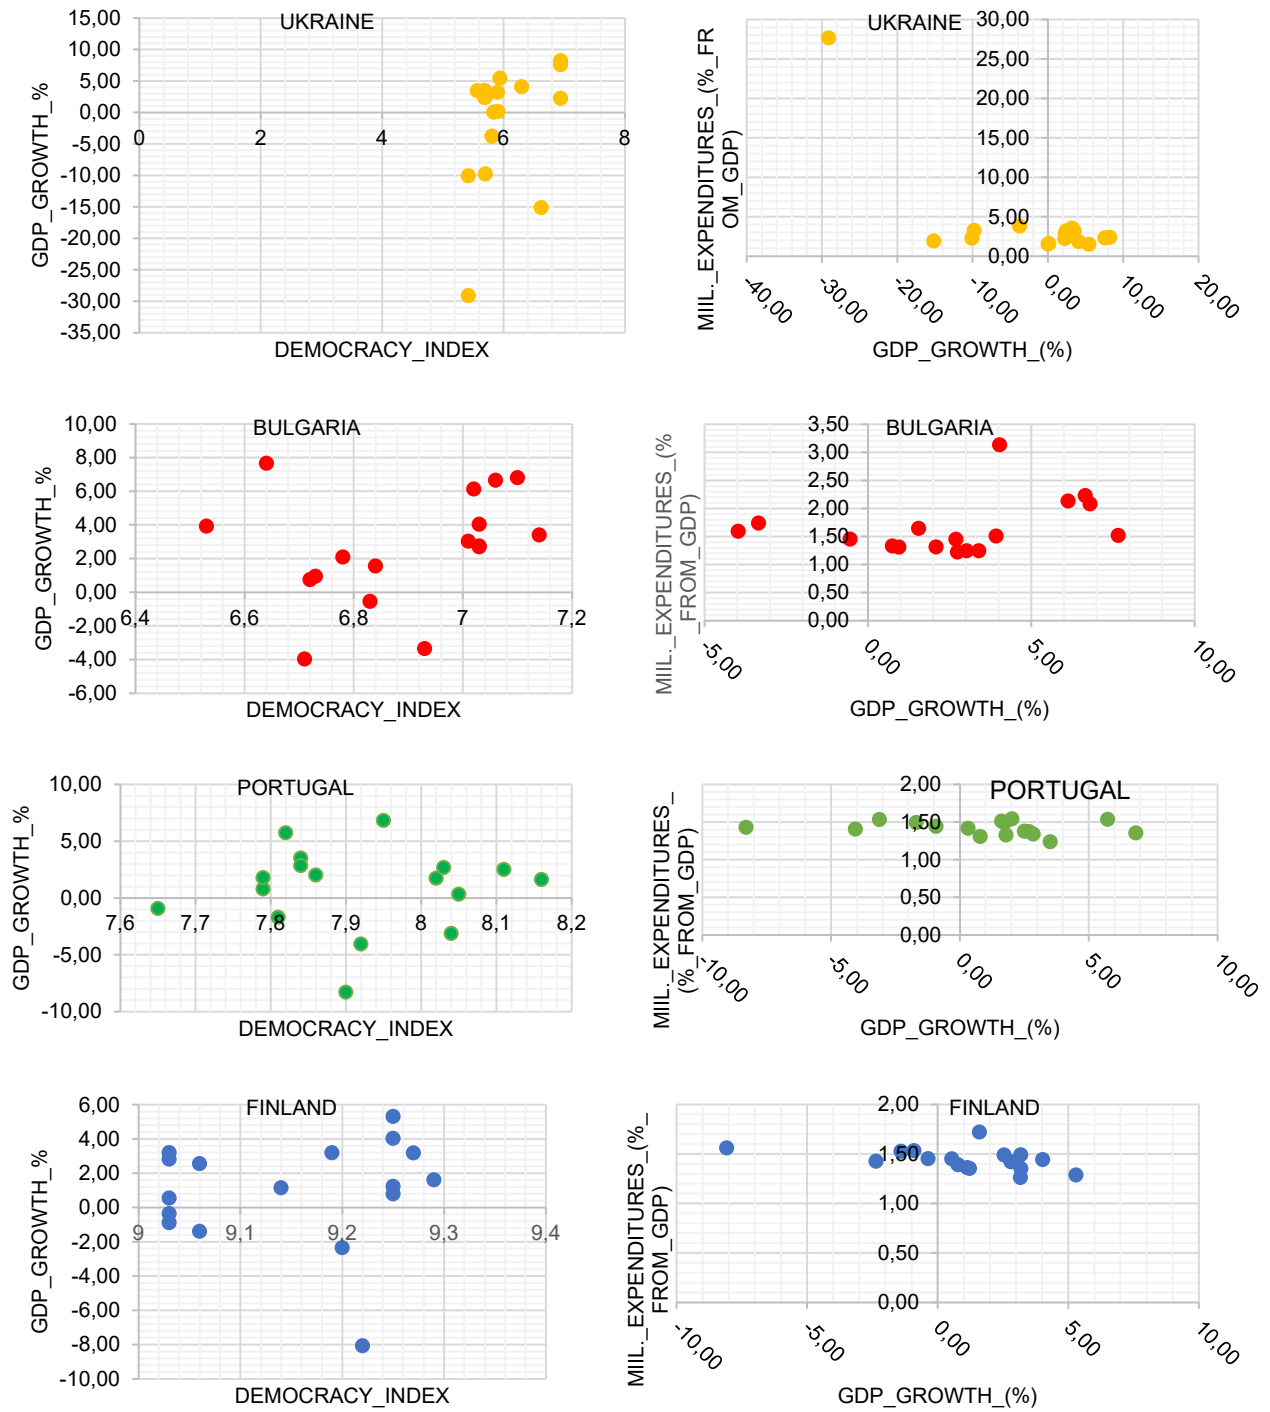 UKRAINE
15,00
10,00
5,00
0,00
-5,00
-10,00
-15,00
-20,00
-25,00
-30,00
-35,00
0 2 4 6 8
GDP_GROWTH_%
DEMOCRACY_INDEX
UKRAINE
30,00
25,00
20,00
15,00
10,00
5,00
0,00
-40,00 -30,00 -20,00 -10,00 0,00 10,00 20,00
MIIL._EXPENDITURES_(%_FR
OM_GDP)
GDP_GROWTH_(%)
BULGARIA
10,00
8,00
6,00
4,00
2,00
0,00
-2,00
-4,00
-6,00
6,4 6,6 6,8 7 7,2
GDP_GROWTH_%
DEMOCRACY_INDEX
BULGARIA
3,50
3,00
2,50
2,00
1,50
1,00
0,50
0,00
-5,00 0,00 5,00 10,00
MIIL._EXPENDITURES_(%
_FROM_GDP)
GDP_GROWTH_(%)
PORTUGAL
10,00
5,00
0,00
-5,00
-10,00
7,6 7,7 7,8 7,9 8 8,1 8,2
GDP_GROWTH_%
DEMOCRACY_INDEX
PORTUGAL
2,00
1,50
1,00
0,50
0,00
-10,00 -5,00 0,00 5,00 10,00
MIIL._EXPENDITURES_
(%_FROM_GDP)
GDP_GROWTH_(%)
FINLAND
6,00
4,00
2,00
0,00
-2,00
-4,00
-6,00
-8,00
-10,00
9 9,1 9,2 9,3 9,4
GDP_GROWTH_%
DEMOCRACY_INDEX
FINLAND
2,00
1,50
1,00
0,50
0,00
-10,00 -5,00 0,00 5,00 10,00
MIIL._EXPENDITURES_(%_
FROM_GDP)
GDP_GROWTH_(%)